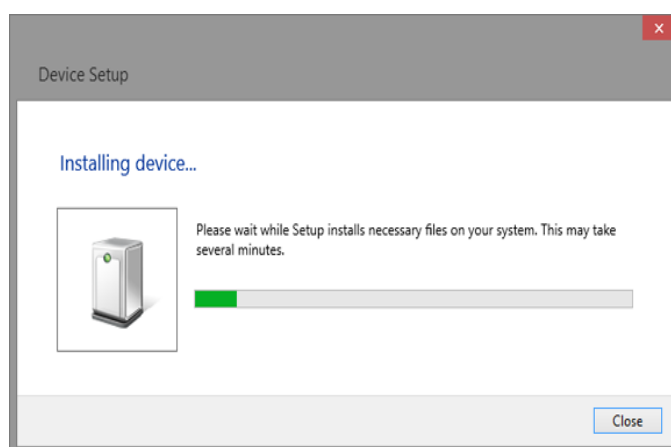 Device Setup
Installing device...
Please wait while Setup installs necessary files on your system. This may take
several minutes.
Close